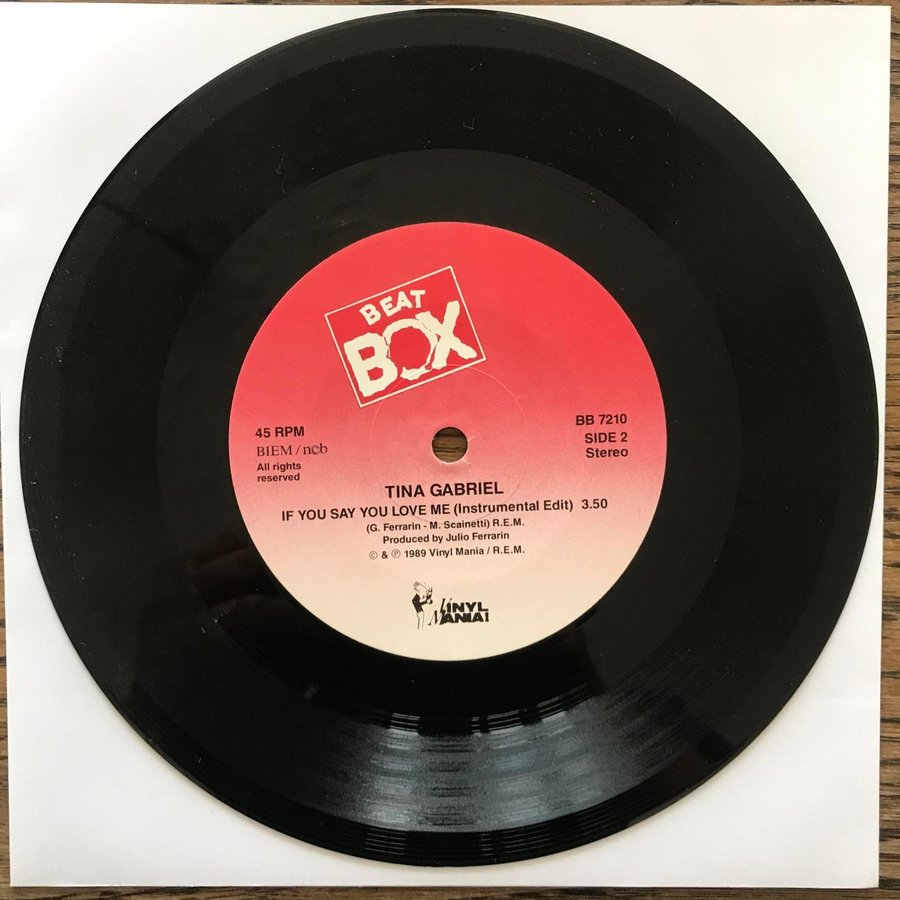 BEAT
BOX
45 RPM
BIEM/ncb
All rights
reserved
BB 7210
SIDE 2
Stereo
TINA GABRIEL
IF YOU SAY YOU LOVE ME (Instrumental Edit) 3.50
(G. Ferrarin - M. Scainetti) R.E.M.
Produced by Julio Ferrarin
© & ℗ 1989 Vinyl Mania / R.E.M.
VINYL
MANIA!